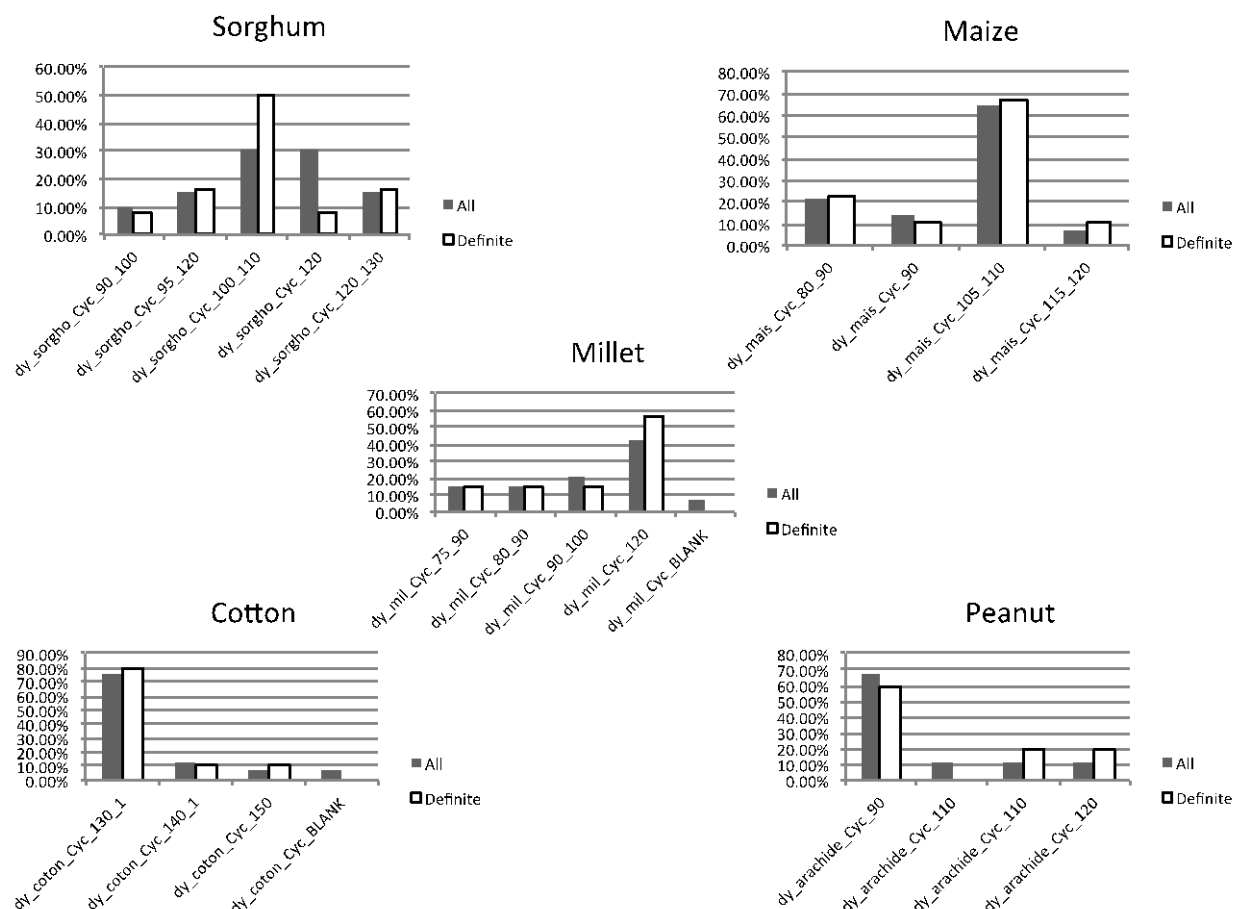 Sorghum
60.00%
50.00%
40.00%
30.00%
20.00%
10.00%
0.00%
dy_sorgho_Cyc_90_100
dy_sorgho_Cyc_95_120
dy_sorgho_Cyc_100_110
dy_sorgho_Cyc_120
dy_sorgho_Cyc_120_130
All
Definite
Maize
80.00%
70.00%
60.00%
50.00%
40.00%
30.00%
20.00%
10.00%
0.00%
dy_mais_Cyc_80_90
dy_mais_Cyc_90
dy_mais_Cyc_105_110
dy_mais_Cyc_115_120
All
Definite
Millet
70.00%
60.00%
50.00%
40.00%
30.00%
20.00%
10.00%
0.00%
dy_mil_Cyc_75_90
dy_mil_Cyc_80_90
dy_mil_Cyc_90_100
dy_mil_Cyc_120
dy_mil_Cyc_BLANK
All
Definite
Cotton
90.00%
80.00%
70.00%
60.00%
50.00%
40.00%
30.00%
20.00%
10.00%
0.00%
dy_coton_Cyc_130_1
dy_coton_Cyc_140_1
dy_coton_Cyc_150
dy_coton_Cyc_BLANK
All
Definite
Peanut
80.00%
70.00%
60.00%
50.00%
40.00%
30.00%
20.00%
10.00%
0.00%
dy_arachide_Cyc_90
dy_arachide_Cyc_110
dy_arachide_Cyc_110
dy_arachide_Cyc_120
All
Definite